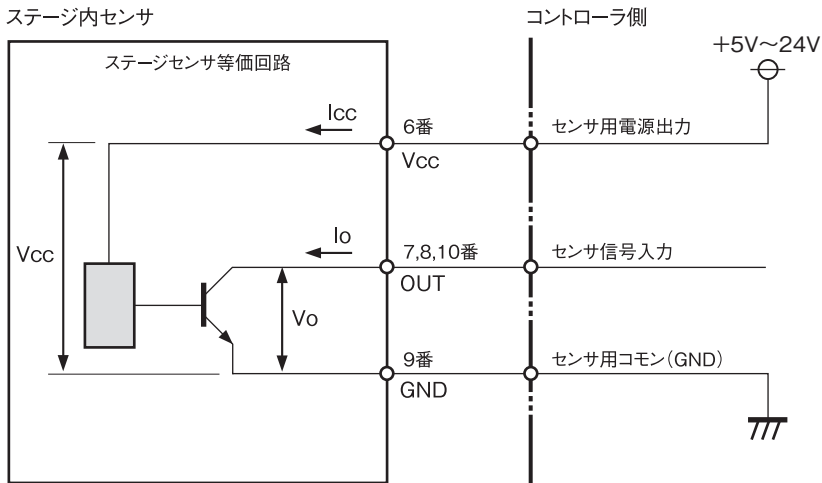 ステージ内センサ
コントローラ側
+5V～24V
ステージセンサ等価回路
Icc
6番
センサ用電源出力
Vcc
Vcc
Io
7,8,10番
センサ信号入力
OUT
Vo
9番
センサ用コモン(GND)
GND